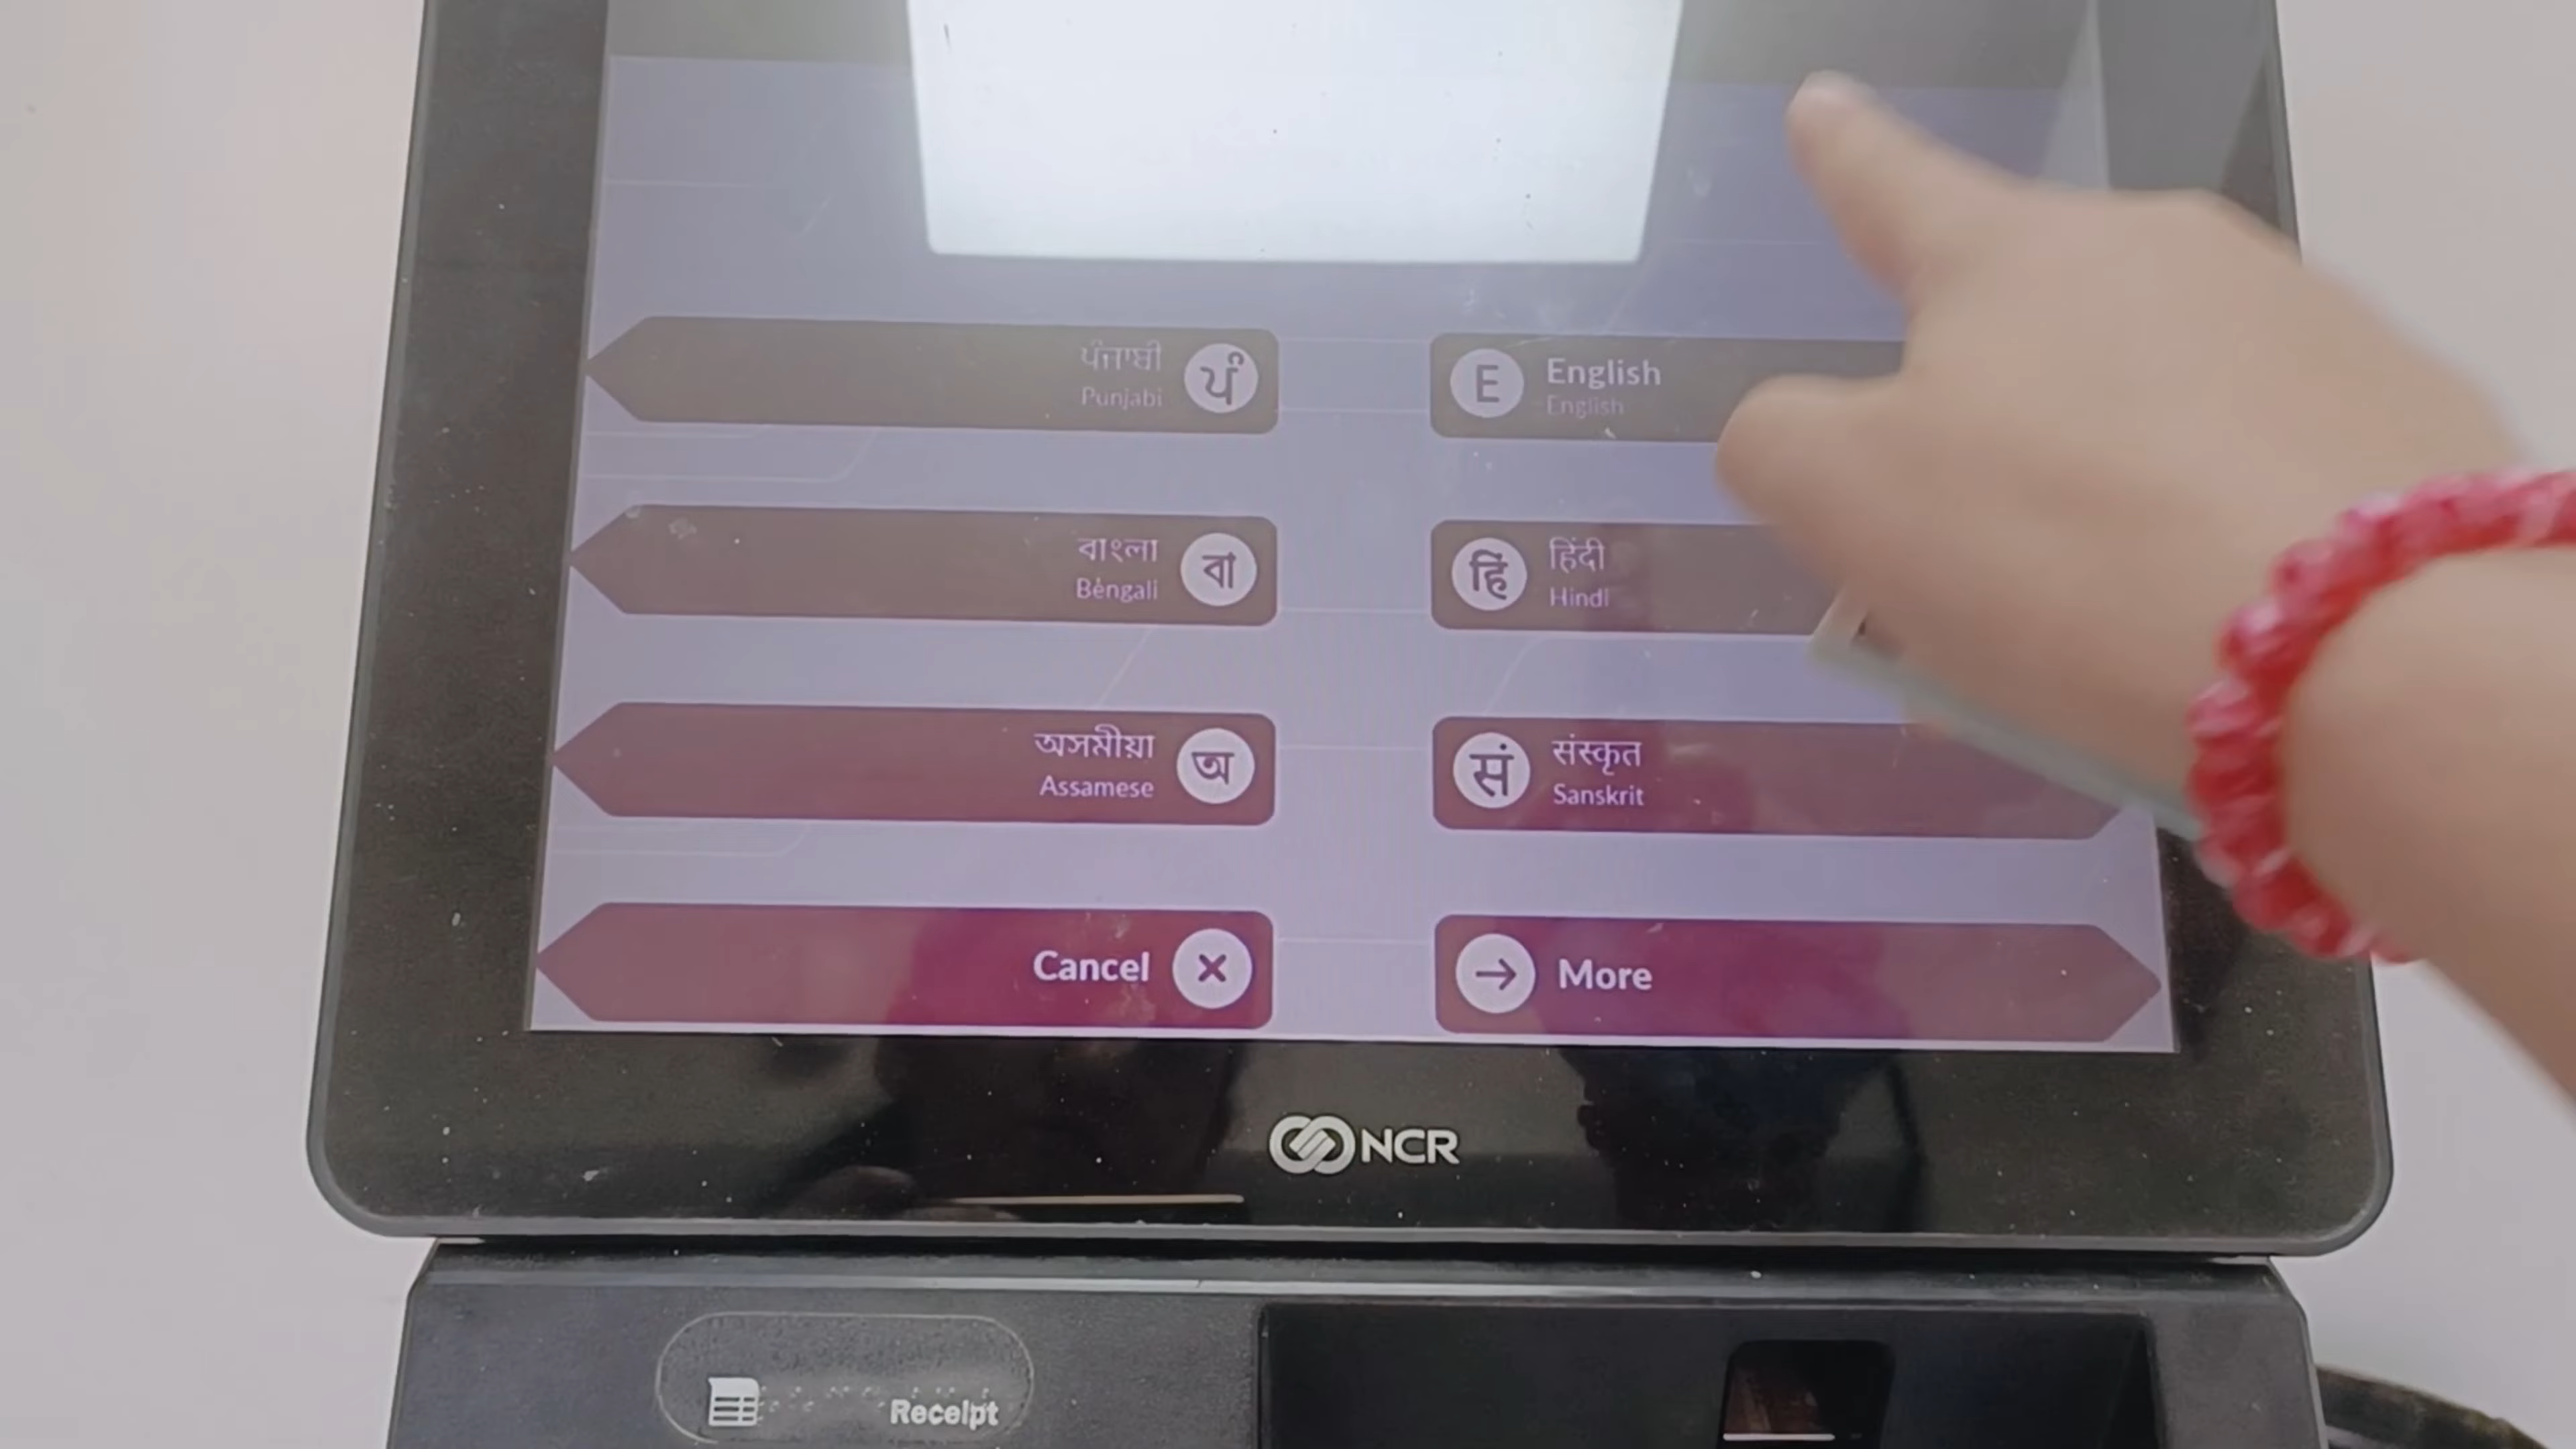 ਪੰਜਾਬੀ
Punjabi
ਪੰ
E
English
English
বাংলা
Bengali
বা
हिं
हिंदी
Hindi
অসমীয়া
Assamese
অ
सं
संस्कृत
Sanskrit
Cancel
More
NCR
Receipt